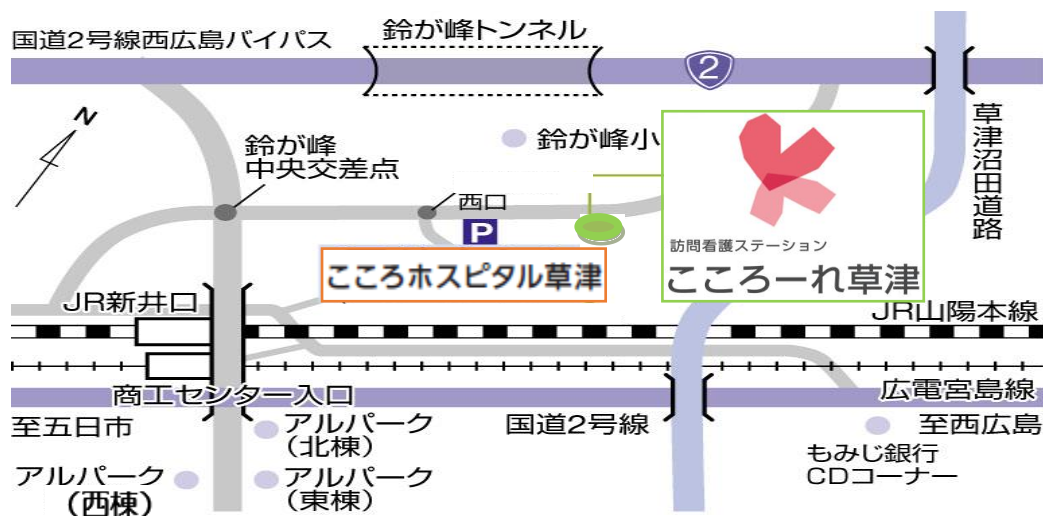 国道2号線西広島バイパス
鈴が峰トンネル
2
N
鈴が峰
中央交差点
鈴が峰小
草津沼田道路
西口
P
こころホスピタル草津
訪問看護ステーション
こころーれ草津
JR新井口
JR山陽本線
商工センター入口
広電宮島線
至五日市
アルパーク
(北棟)
国道2号線
至西広島
もみじ銀行
CDコーナー
アルパーク
(西棟)
アルパーク
(東棟)